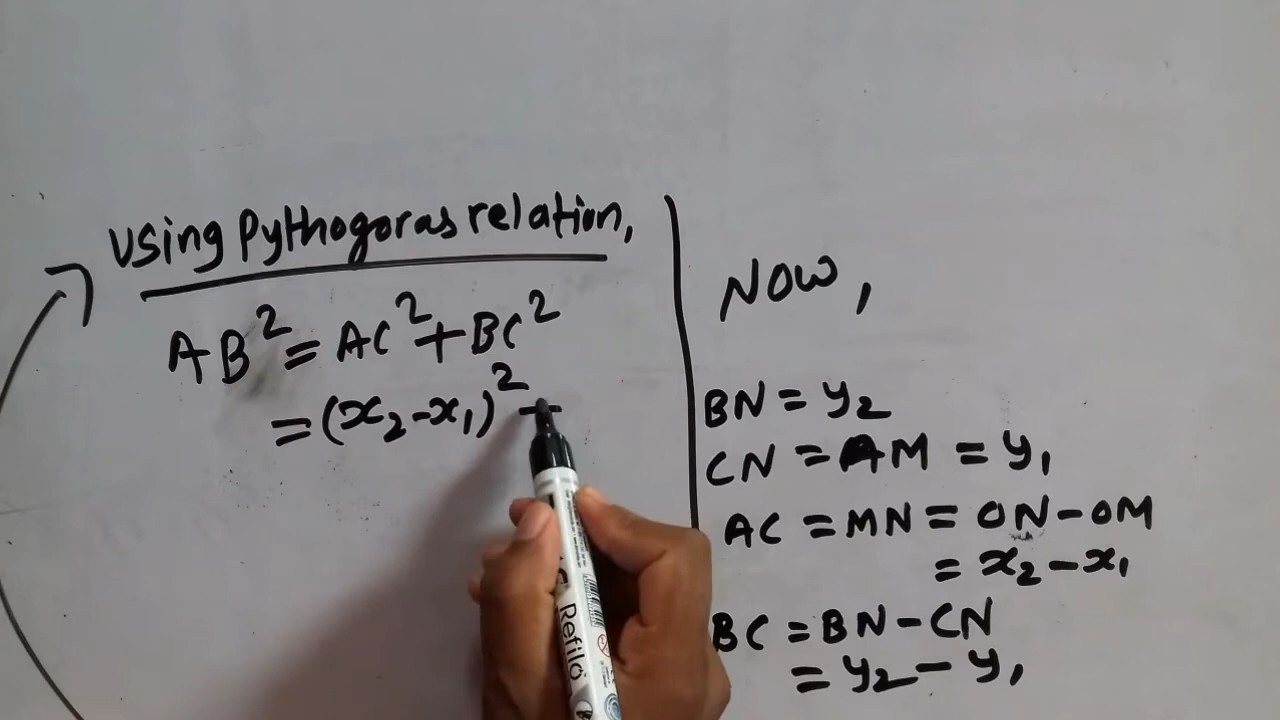 Using Pythogoras relation,
AB² = AC² + BC²
= (x₂-x₁)² +
Now,
BN = y₂
CN = AM = y₁
AC = MN = ON - OM
= x₂ - x₁
BC = BN - CN
= y₂ - y₁
Refilo